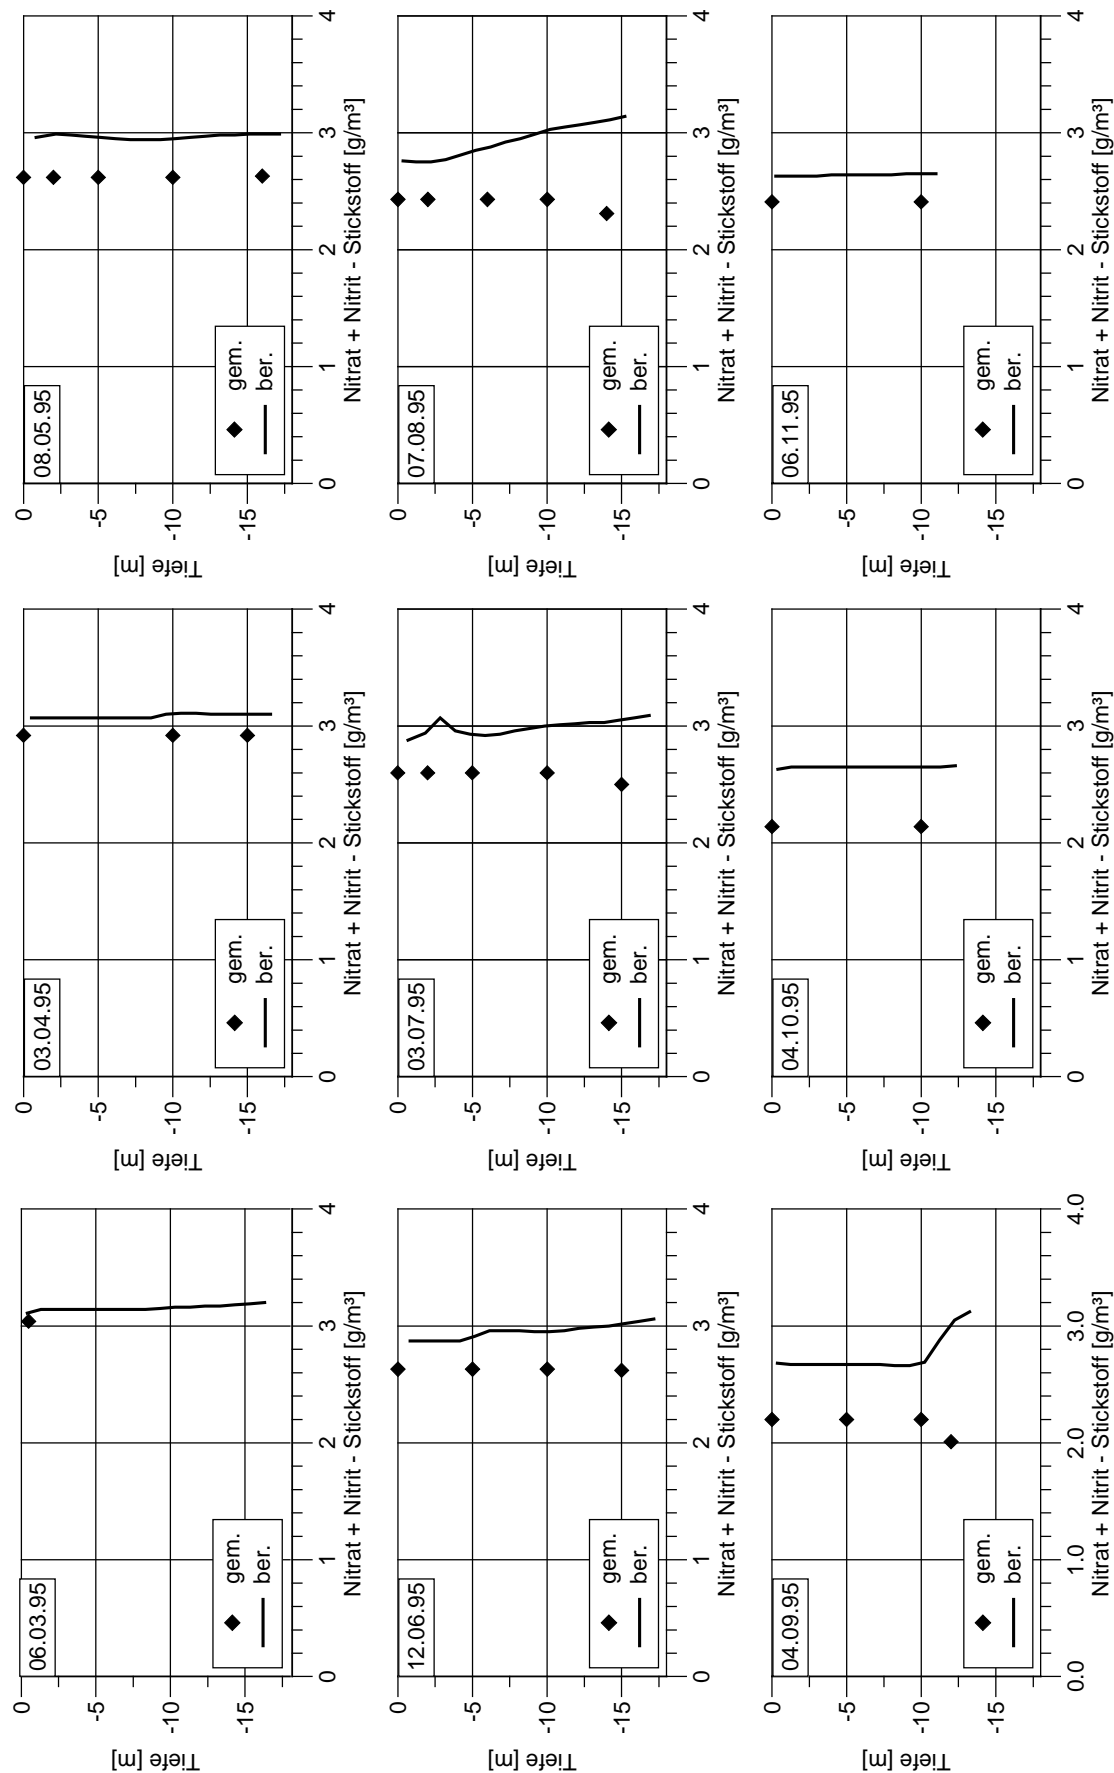 06.03.95
0
-5
-10
-15
Tiefe [m]
gem.
ber.
0 1 2 3 4
Nitrat + Nitrit - Stickstoff [g/m³]
03.04.95
0
-5
-10
-15
Tiefe [m]
gem.
ber.
0 1 2 3 4
Nitrat + Nitrit - Stickstoff [g/m³]
08.05.95
0
-5
-10
-15
Tiefe [m]
gem.
ber.
0 1 2 3 4
Nitrat + Nitrit - Stickstoff [g/m³]
12.06.95
0
-5
-10
-15
Tiefe [m]
gem.
ber.
0 1 2 3 4
Nitrat + Nitrit - Stickstoff [g/m³]
03.07.95
0
-5
-10
-15
Tiefe [m]
gem.
ber.
0 1 2 3 4
Nitrat + Nitrit - Stickstoff [g/m³]
07.08.95
0
-5
-10
-15
Tiefe [m]
gem.
ber.
0 1 2 3 4
Nitrat + Nitrit - Stickstoff [g/m³]
04.09.95
0
-5
-10
-15
Tiefe [m]
gem.
ber.
0.0 1.0 2.0 3.0 4.0
Nitrat + Nitrit - Stickstoff [g/m³]
04.10.95
0
-5
-10
-15
Tiefe [m]
gem.
ber.
0 1 2 3 4
Nitrat + Nitrit - Stickstoff [g/m³]
06.11.95
0
-5
-10
-15
Tiefe [m]
gem.
ber.
0 1 2 3 4
Nitrat + Nitrit - Stickstoff [g/m³]